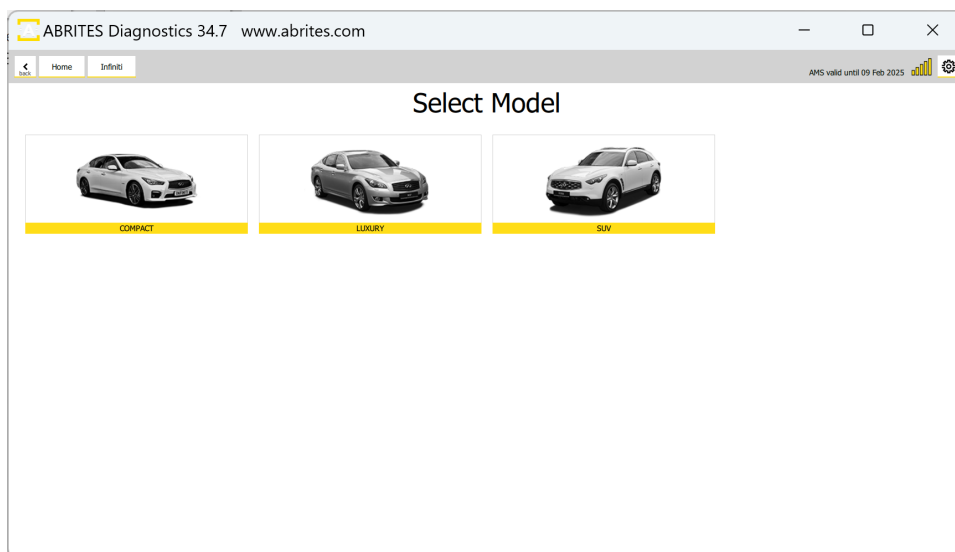 ABRITES Diagnostics 34.7 www.abrites.com
back
Home
Infiniti
AMS valid until 09 Feb 2025
Select Model
COMPACT
LUXURY
SUV